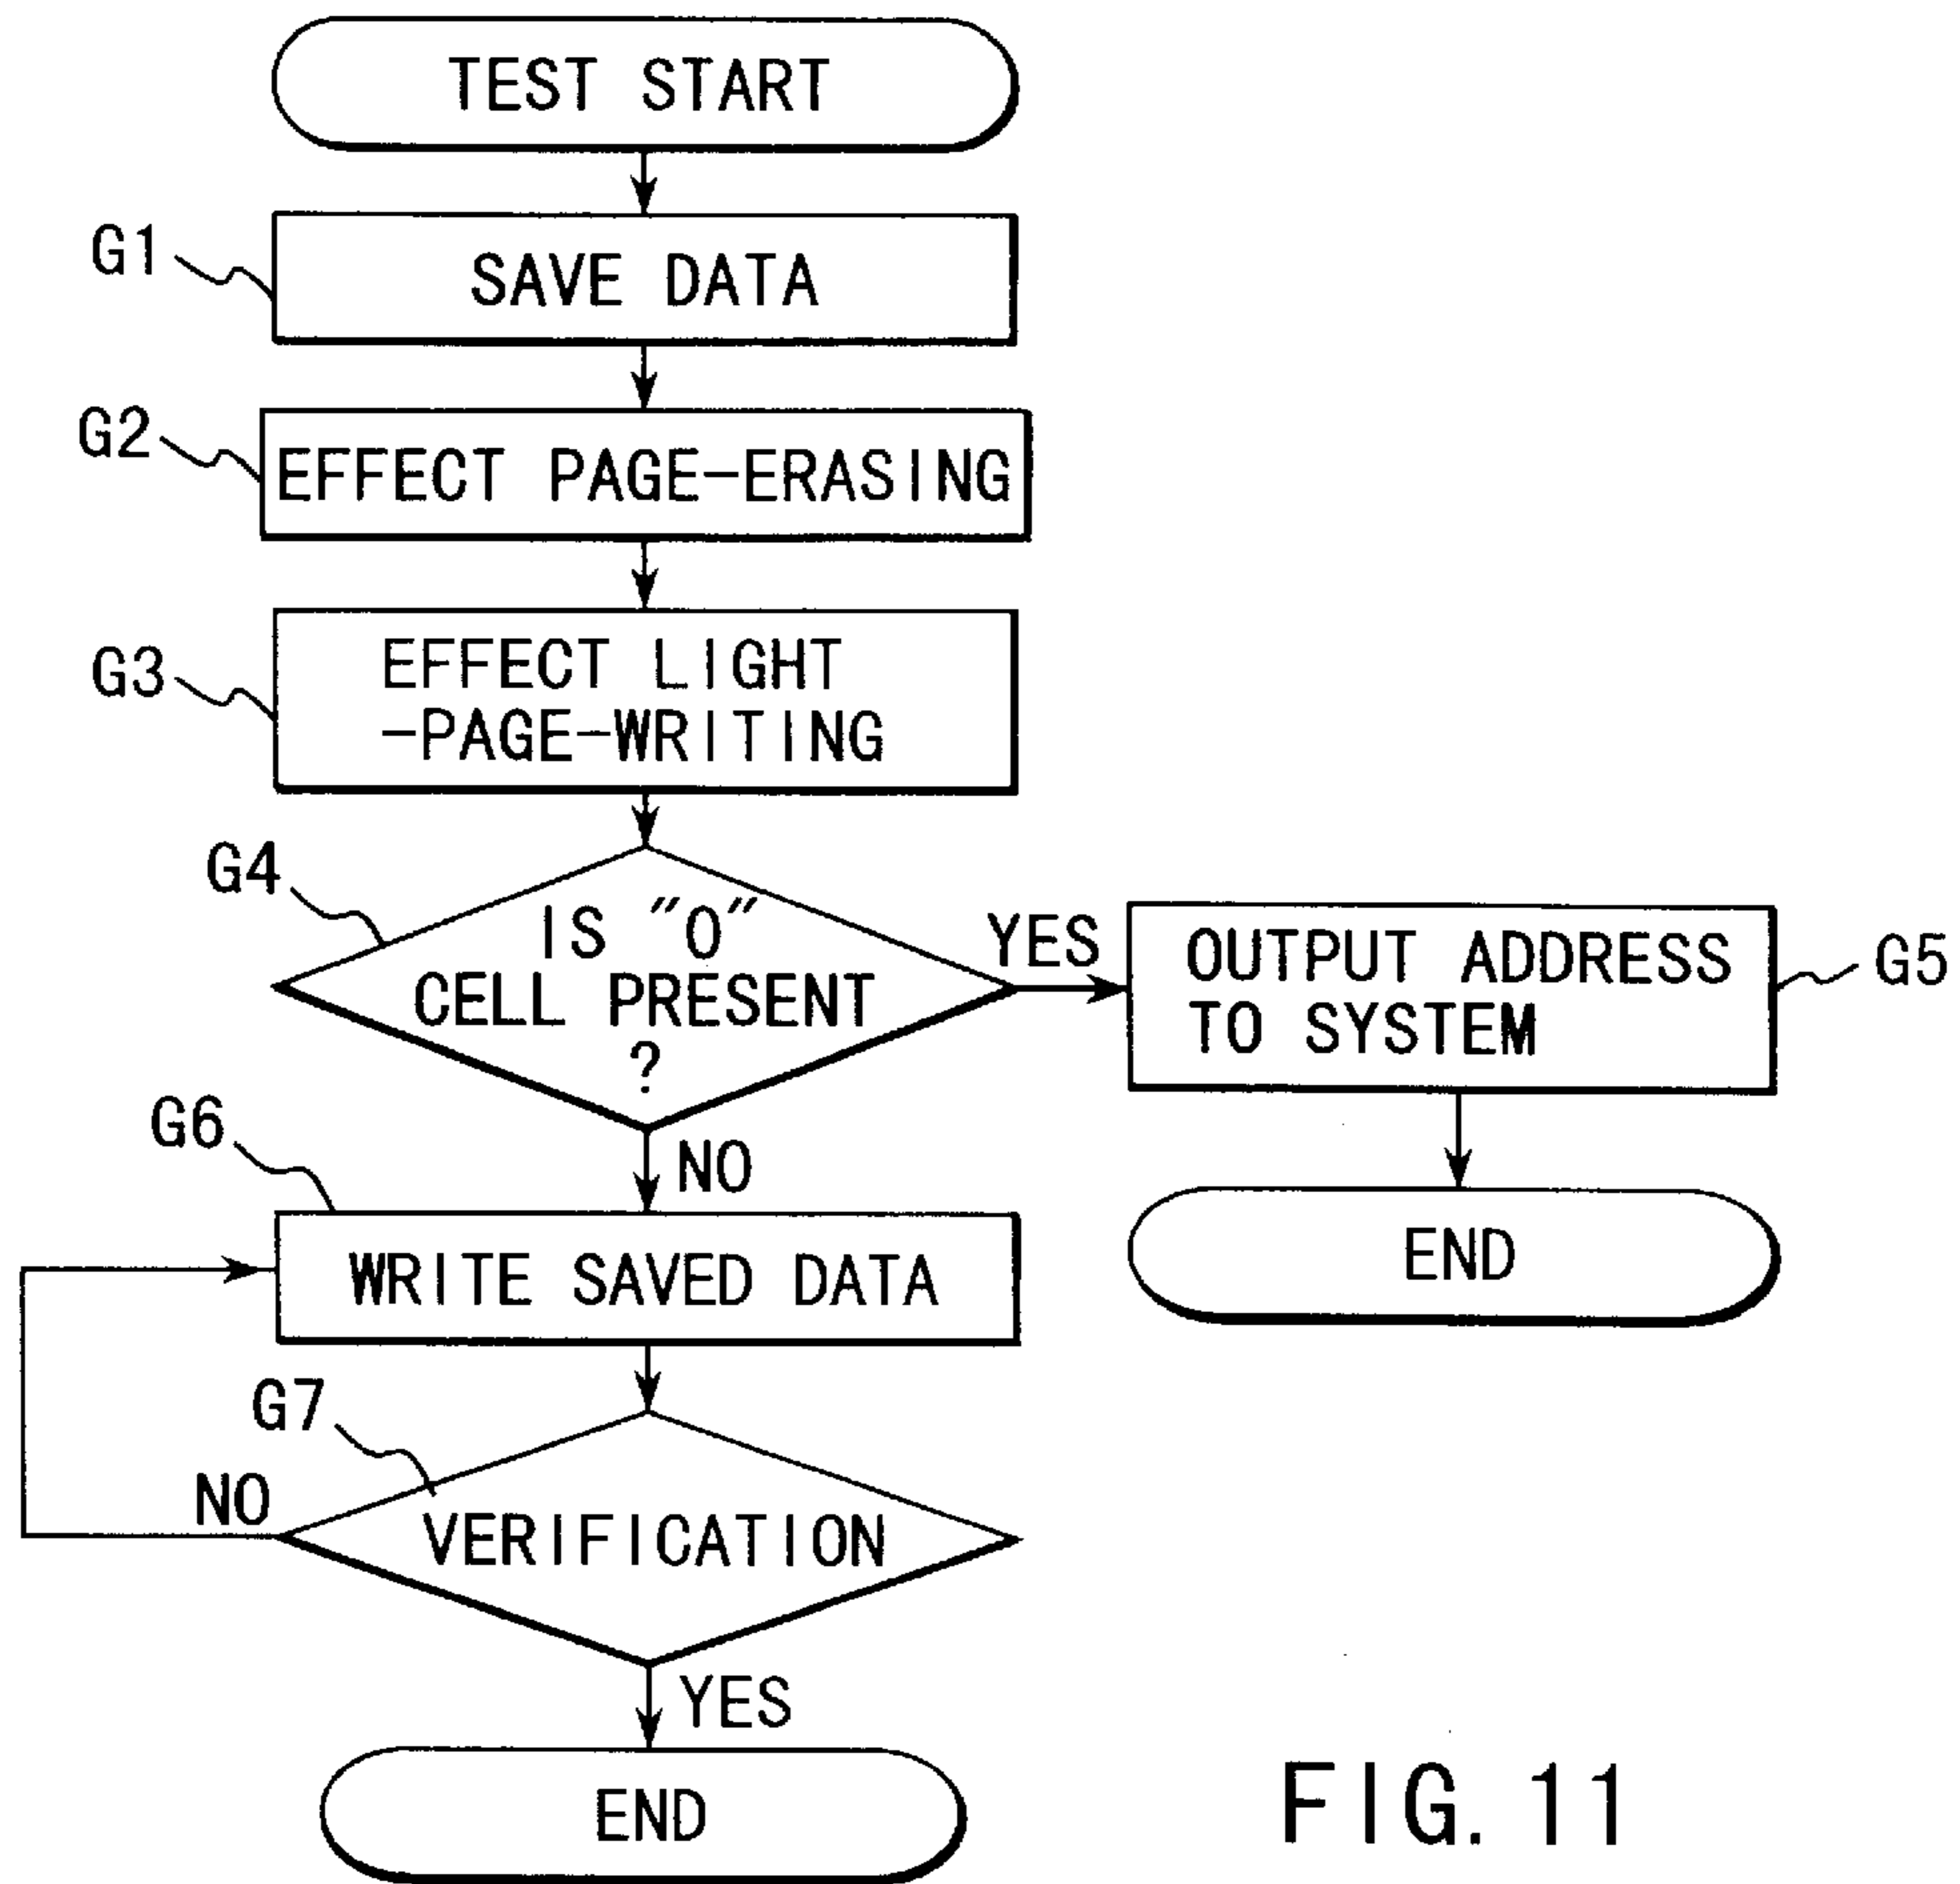 TEST START
G1
SAVE DATA
G2
EFFECT PAGE-ERASING
G3
EFFECT LIGHT
-PAGE-WRITING
G4
IS "0"
CELL PRESENT
?
YES
OUTPUT ADDRESS
TO SYSTEM
G5
END
NO
G6
WRITE SAVED DATA
G7
VERIFICATION
NO
YES
END
FIG. 11